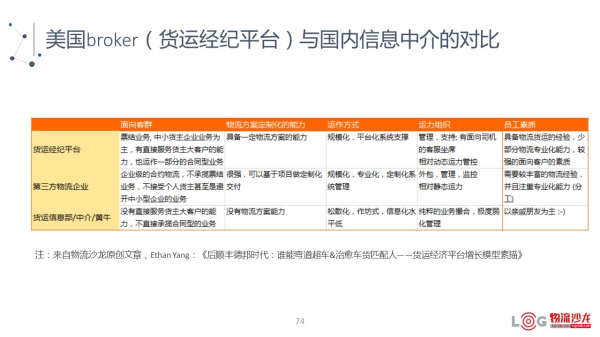 美国broker（货运经纪平台）与国内信息中介的对比
面向客群 物流方案定制化的能力 运作方式 运力组织 员工素质
货运经纪平台
票结业务, 中小货主企业业务为
主，有直接服务货主大客户的能
力，也运作一部分的合同型业务
具备一定物流方案的能力
规模化，平台化系统支撑
管理，支持; 有面向司机
的客服坐席
相对动态运力管控
具备物流货运的经验，少
部分物流专业化能力，较
强的面向客户的素质
第三方物流企业
企业级的合约物流，不承揽票结
业务，不接受个人货主甚至是避
开中小型企业的业务
很强，可以基于项目做定制化
交付
规模化，专业化，定制化系
统管理
外包，管理，监控
相对静态运力
需要较丰富的物流经验，
并且注重专业化能力 (分
工)
货运信息部/中介/黄牛
没有直接服务货主大客户的能
力，不直接承揽合同型的业务
没有物流方案能力
松散化，作坊式，信息化水
平低
纯粹的业务撮合，极度弱
化管理
以亲戚朋友为主 :-)
注：来自物流沙龙原创文章，Ethan Yang：《后顺丰德邦时代：谁能弯道超车&治愈车货匹配人——货运经济平台增长模型素描》
74
LOG 物流沙龙